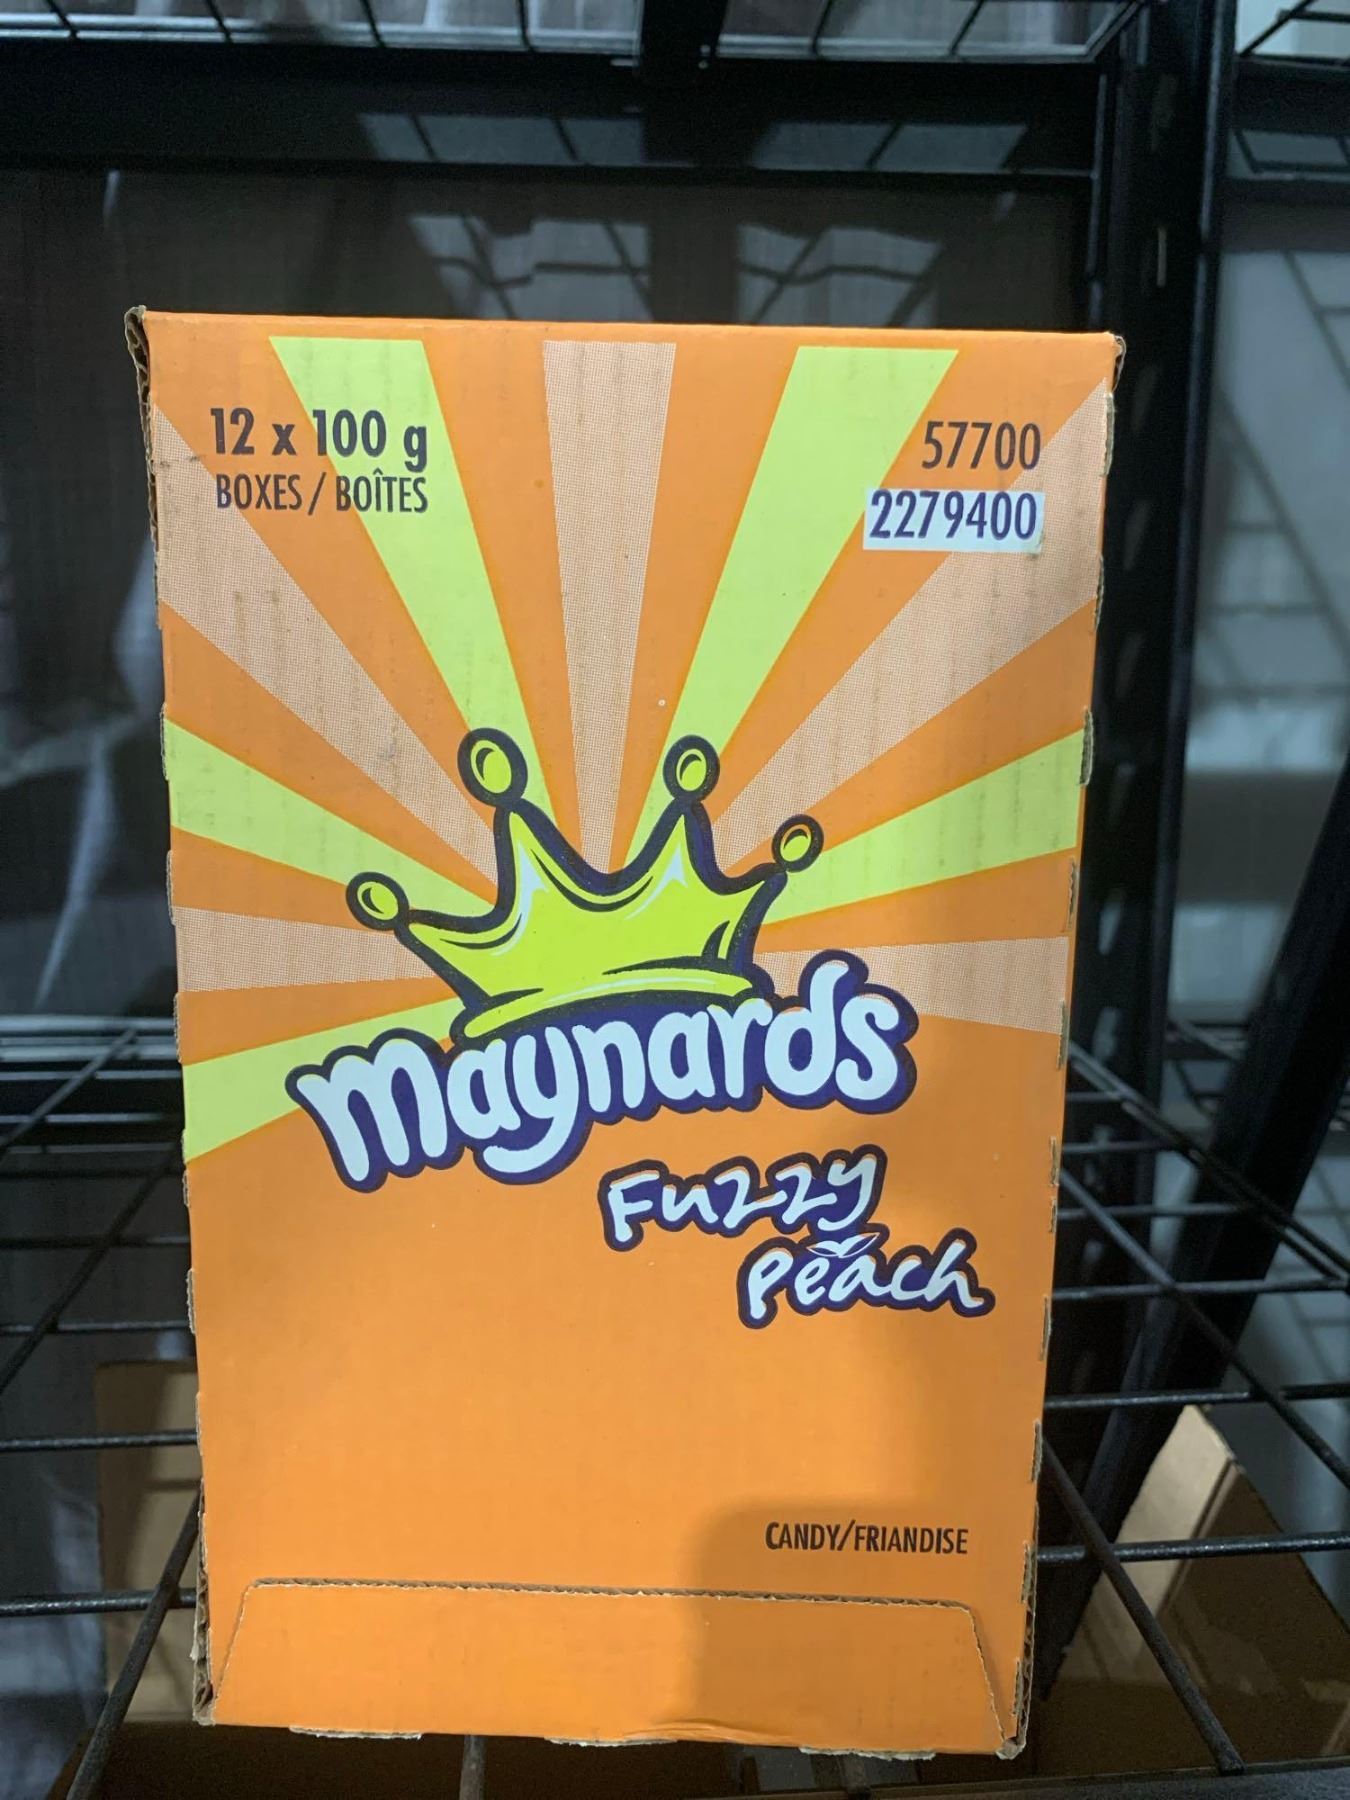 12 x 100 g
BOXES / BOÎTES
57700
2279400
maynards
Fuzzy
Peach
CANDY/FRIANDISE